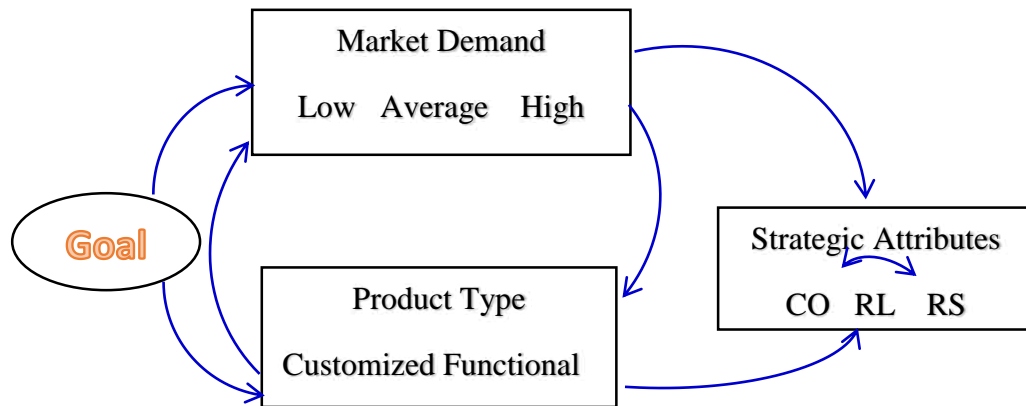 Market Demand
Low Average High
Goal
Strategic Attributes
CO RL RS
Product Type
Customized Functional